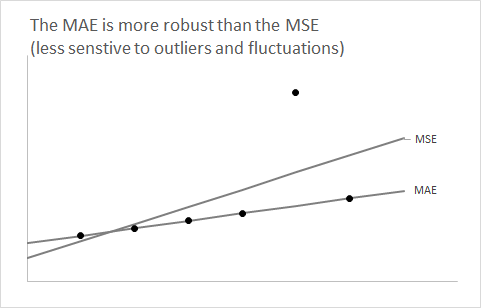 The MAE is more robust than the MSE
(less senstive to outliers and fluctuations)
MSE
MAE